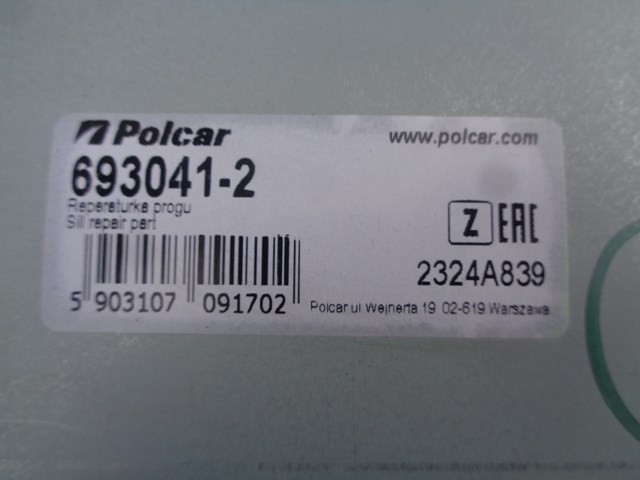 Polcar
www.polcar.com
693041-2
Reperaturka progu
Sill repair part
Z EAC
2324A839
5 903107 091702
Polcar ul Wejnerta 19 02-619 Warszawa